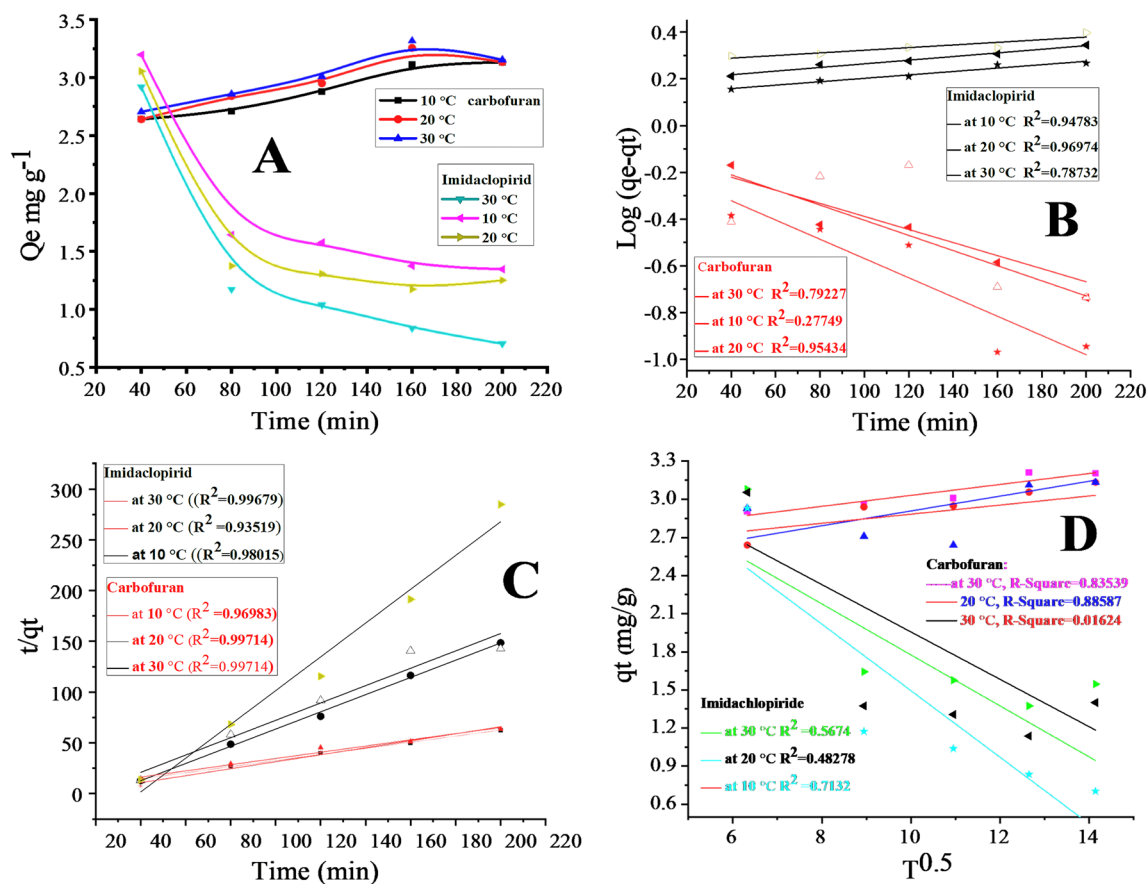 3.5
3.0
2.5
2.0
1.5
1.0
0.5
Qe mg g-1
A
10 °C carbofuran
20 °C
30 °C
Imidaclopirid
30 °C
10 °C
20 °C
20 40 60 80 100 120 140 160 180 200 220
Time (min)
0.4
0.2
0.0
-0.2
-0.4
-0.6
-0.8
-1.0
Log (qe-qt)
B
Imidaclopirid
at 10 °C R2=0.94783
at 20 °C R2=0.96974
at 30 °C R2=0.78732
Carbofuran
at 30 °C R2=0.79227
at 10 °C R2=0.27749
at 20 °C R2=0.95434
20 40 60 80 100 120 140 160 180 200 220
Time (min)
300
250
200
150
100
50
0
t/qt
C
Imidaclopirid
at 30 °C ((R2=0.99679)
at 20 °C (R2=0.93519)
at 10 °C ((R2=0.98015)
Carbofuran
at 10 °C (R2=0.96983)
at 20 °C (R2=0.99714)
at 30 °C (R2=0.99714)
20 40 60 80 100 120 140 160 180 200 220
Time (min)
3.3
3.0
2.7
2.4
2.1
1.8
1.5
1.2
0.9
0.6
qt (mg/g)
D
Carbofuran:
at 30 °C, R-Square=0.83539
20 °C, R-Square=0.88587
30 °C, R-Square=0.01624
Imidachlopiride
at 30 °C R2 =0.5674
at 20 °C R2=0.48278
at 10 °C R2 =0.7132
6 8 10 12 14
T0.5